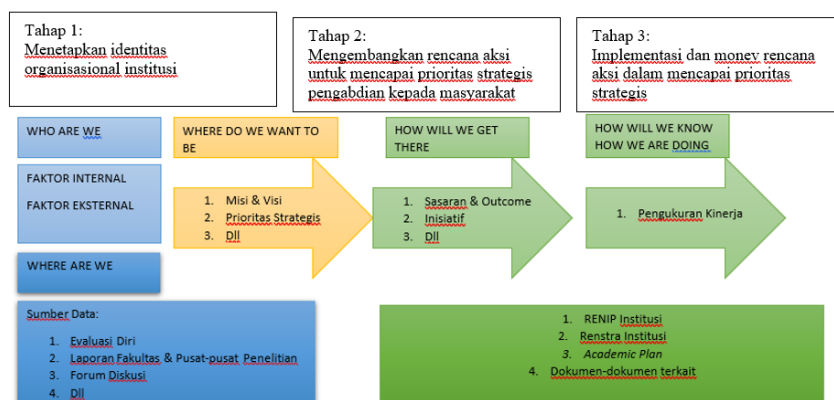 Tahap 1:
Menetapkan identitas
organisasional institusi
Tahap 2:
Mengembangkan rencana aksi
untuk mencapai prioritas strategis
pengabdian kepada masyarakat
Tahap 3:
Implementasi dan money rencana
aksi dalam mencapai prioritas
strategis
WHO ARE WE
WHERE DO WE WANT TO
BE
HOW WILL WE GET
THERE
HOW WILL WE KNOW
HOW WE ARE DOING
FAKTOR INTERNAL
FAKTOR EKSTERNAL
1. Misi & Visi
2. Prioritas Strategis
3. Dll
1. Sasaran & Outcome
2. Inisiatif
3. Dll
1. Pengukuran Kinerja
WHERE ARE WE
Sumber Data:
1. Evaluasi Diri
2. Laporan Fakultas & Pusat-pusat Penelitian
3. Forum Diskusi
4. Dll
1. RENIP Institusi
2. Renstra Institusi
3. Academic Plan
4. Dokumen-dokumen terkait